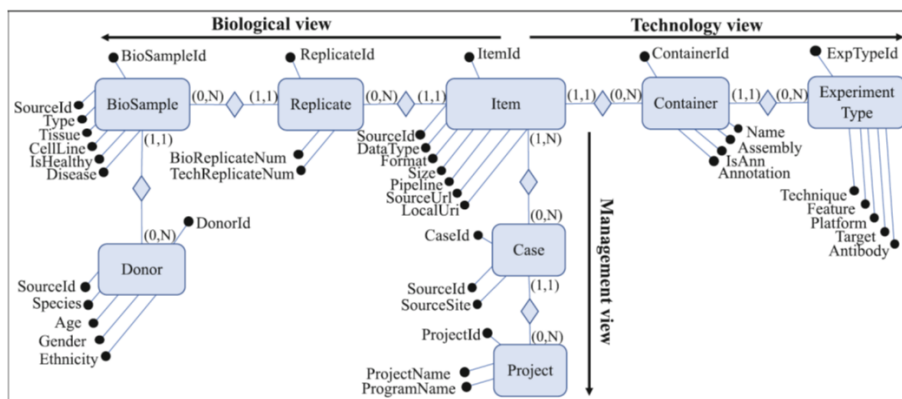 Biological view
Technology view
BioSampleId
ReplicateId
ItemId
ContainerId
ExpTypeId
BioSample
(0,N)
(1,1)
Replicate
(0,N)
(1,1)
Item
(1,1)
(0,N)
Container
(1,1)
(0,N)
Experiment
Type
SourceId
Type
Tissue
CellLine
IsHealthy
Disease
(1,1)
BioReplicateNum
TechReplicateNum
SourceId
DataType
Format
Size
Pipeline
SourceUrl
LocalUri
(1,N)
Name
Assembly
IsAnn
Annotation
Technique
Feature
Platform
Target
Antibody
Management view
(0,N)
DonorId
Donor
SourceId
Species
Age
Gender
Ethnicity
(0,N)
CaseId
Case
SourceId
SourceSite
(1,1)
ProjectId
(0,N)
Project
ProjectName
ProgramName